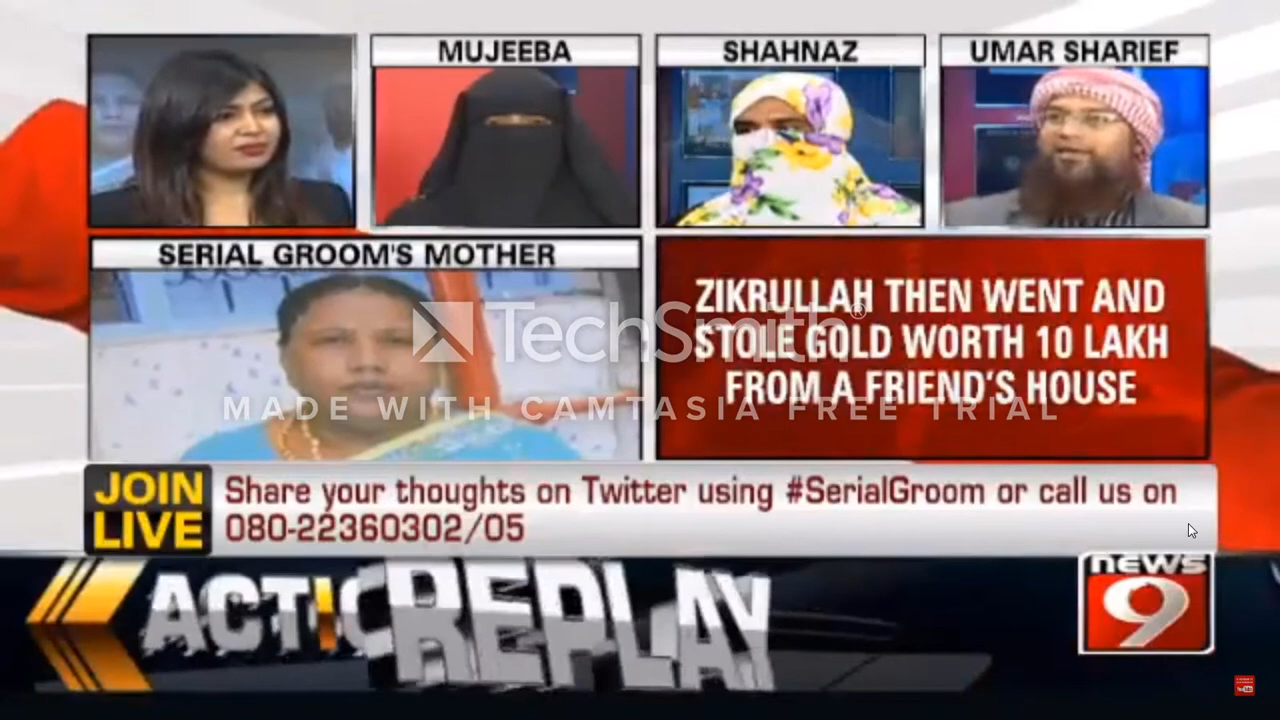 MUJEEBA
SHAHNAZ
UMAR SHARIEF
SERIAL GROOM'S MOTHER
ZIKRULLAH THEN WENT AND
STOLE GOLD WORTH 10 LAKH
FROM A FRIEND'S HOUSE
TechSmith®
MADE WITH CAMTASIA FREE TRIAL
JOIN
LIVE
Share your thoughts on Twitter using #SerialGroom or call us on
080-22360302/05
ACTION REPLAY
NEWS
9